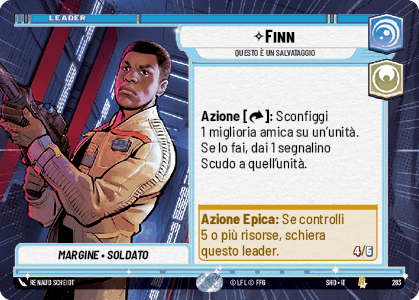 LEADER
Finn
QUESTO È UN SALVATAGGIO
Azione [ ]: Sconfiggi
1 miglioria amica su un'unità.
Se lo fai, dai 1 segnalino
Scudo a quell'unità.
Azione Epica: Se controlli
5 o più risorse, schiera
questo leader.
4/6
MARGINE • SOLDATO
RENAUD SCHEIDT
© LFL © FFG
SHD • IT
283